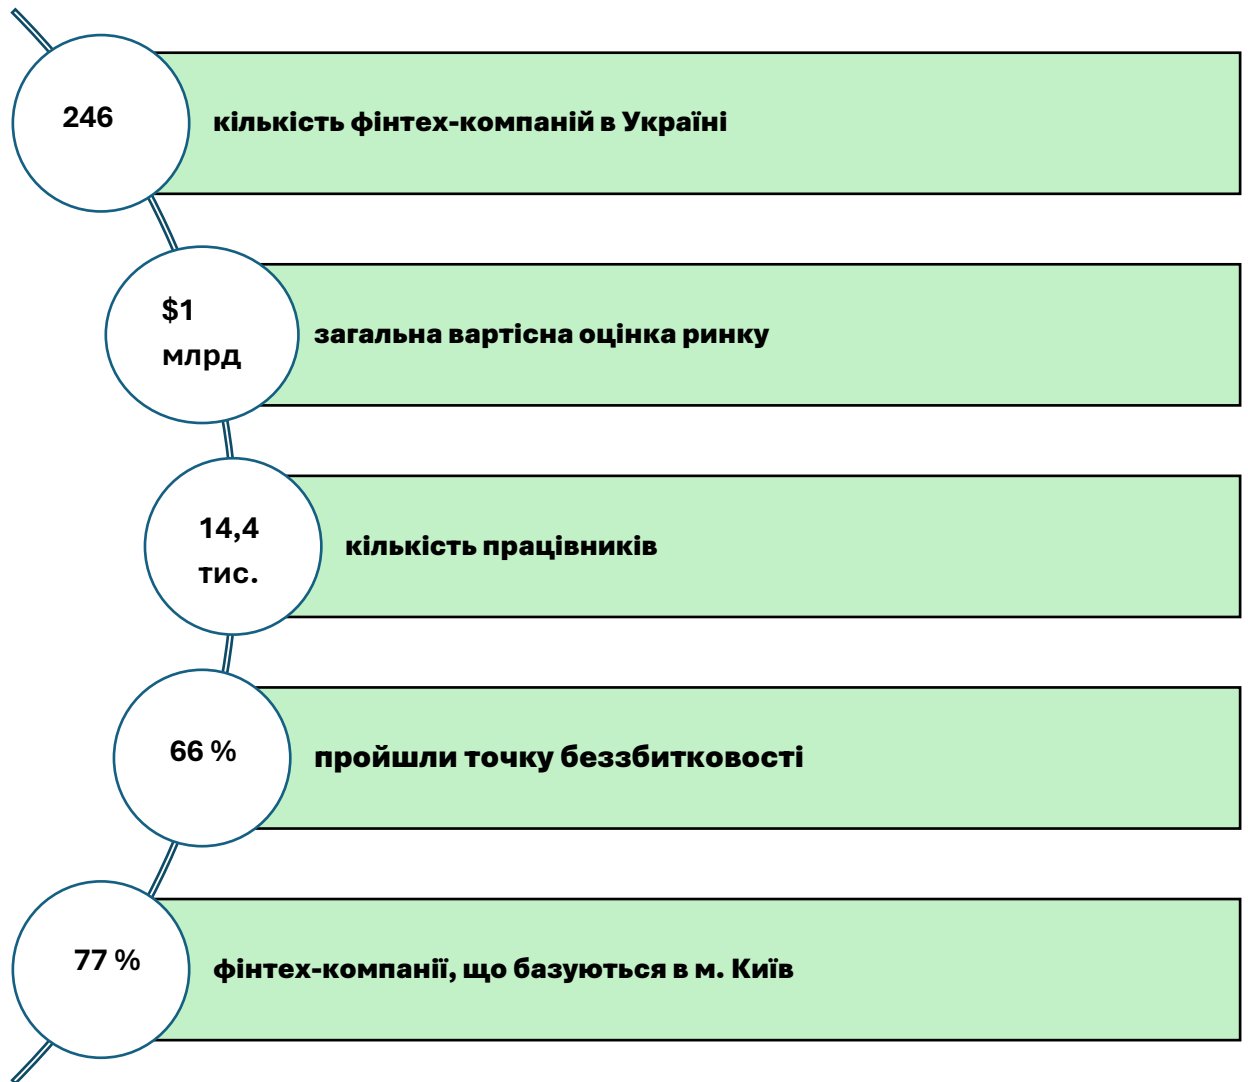 246
кількість фінтех-компаній в Україні
$1
млрд
загальна вартісна оцінка ринку
14,4
тис.
кількість працівників
66 %
пройшли точку беззбитковості
77 %
фінтех-компанії, що базуються в м. Київ